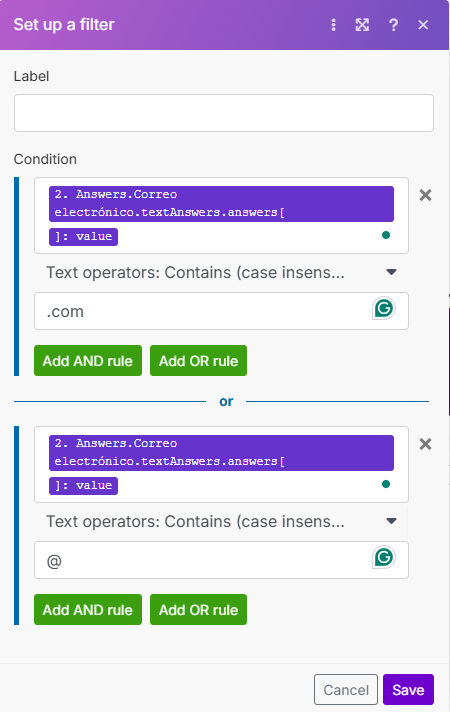 Set up a filter
?
Label
Condition
2. Answers.Correo
electrónico.textAnswers.answers[
]: value
Text operators: Contains (case insens...
.com
Add AND rule Add OR rule
or
2. Answers.Correo
electrónico.textAnswers.answers[
]: value
Text operators: Contains (case insens...
@
Add AND rule Add OR rule
Cancel Save